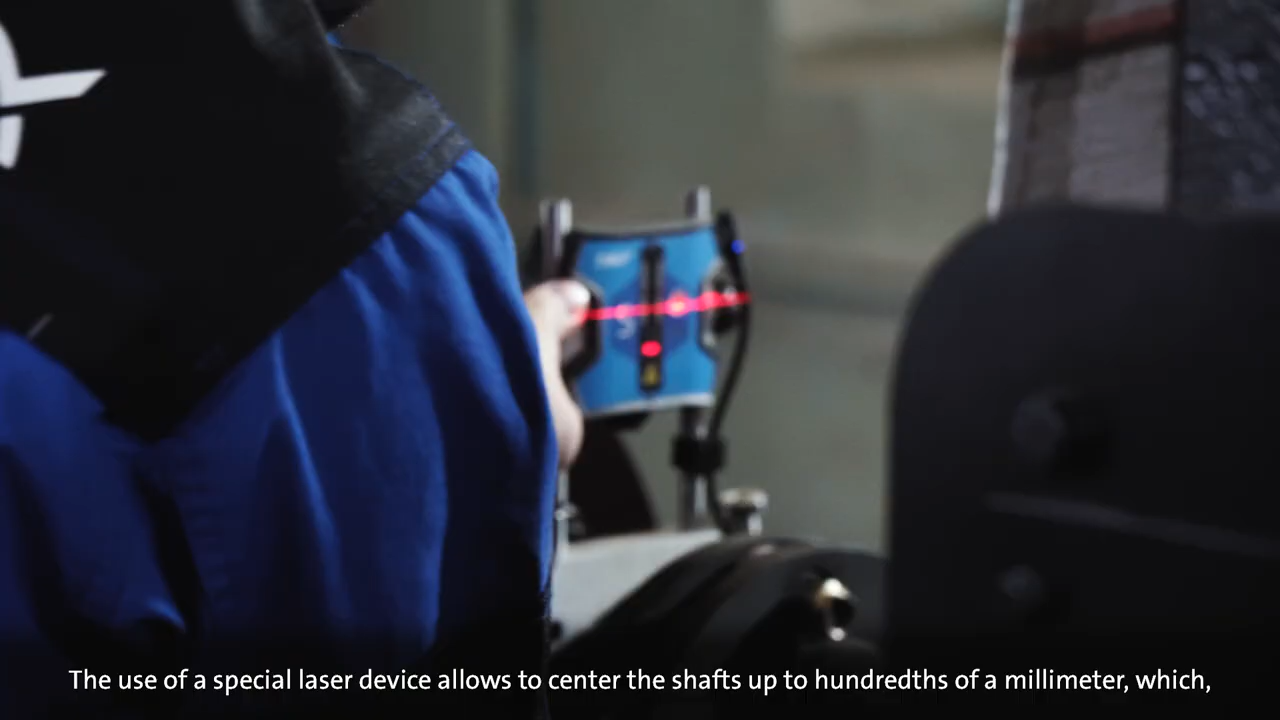 The use of a special laser device allows to center the shafts up to hundredths of a millimeter, which,